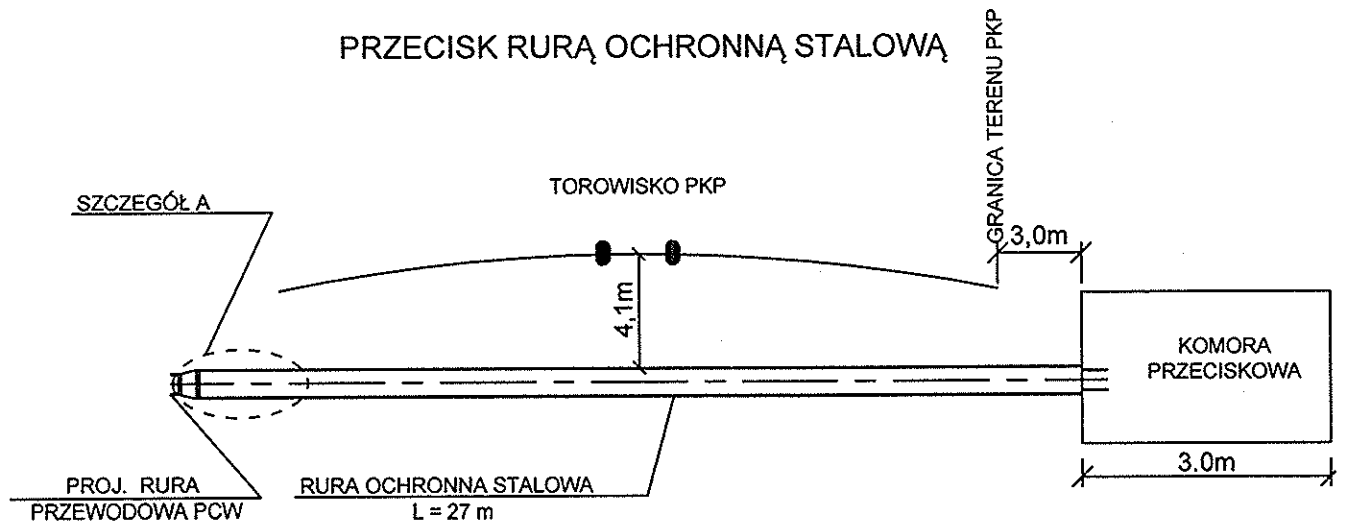 PRZECISK RURĄ OCHRONNĄ STALOWĄ
GRANICA TERENU PKP
TOROWISKO PKP
SZCZEGÓŁ A
3,0m
4,1m
KOMORA
PRZECISKOWA
3.0m
PROJ. RURA
PRZEWODOWA PCW
RURA OCHRONNA STALOWA
L = 27 m